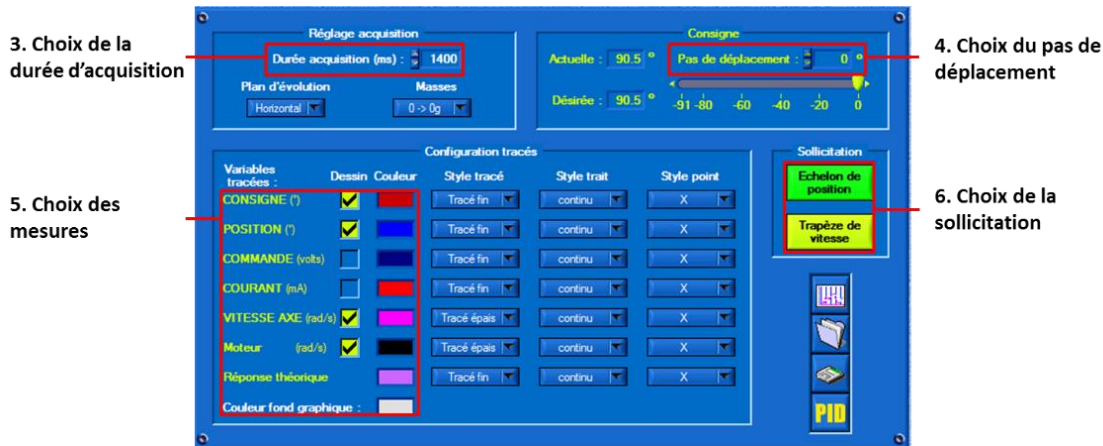 3. Choix de la
durée d'acquisition
Réglage acquisition
Durée acquisition (ms) : 1400
Plan d'évolution Masses
Horizontal 0 -> 0g
Consigne
Actuelle : 90.5 ° Pas de déplacement : 0 °
Désirée : 90.5 °
-91 -80 -60 -40 -20 0
4. Choix du pas de
déplacement
5. Choix des
mesures
Configuration tracés
Variables
tracées : Dessin Couleur Style tracé Style trait Style point
CONSIGNE (°) Tracé fin continu X
POSITION (°) Tracé fin continu X
COMMANDE (volts) Tracé fin continu X
COURANT (mA) Tracé fin continu X
VITESSE AXE (rad/s) Tracé épais continu X
Moteur (rad/s) Tracé épais continu X
Réponse théorique Tracé fin continu X
Couleur fond graphique :
Sollicitation
Echelon de
position
Trapèze de
vitesse
PID
6. Choix de la
sollicitation